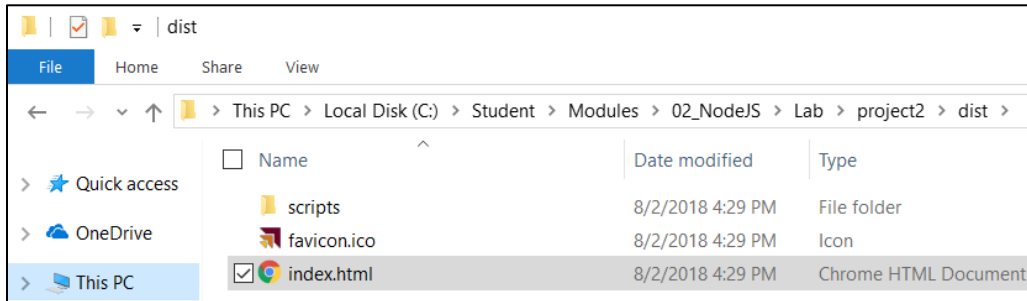 dist
File Home Share View
This PC > Local Disk (C:) > Student > Modules > 02_NodeJS > Lab > project2 > dist >
Name Date modified Type
Quick access
scripts 8/2/2018 4:29 PM File folder
OneDrive
favicon.ico 8/2/2018 4:29 PM Icon
This PC
index.html 8/2/2018 4:29 PM Chrome HTML Document